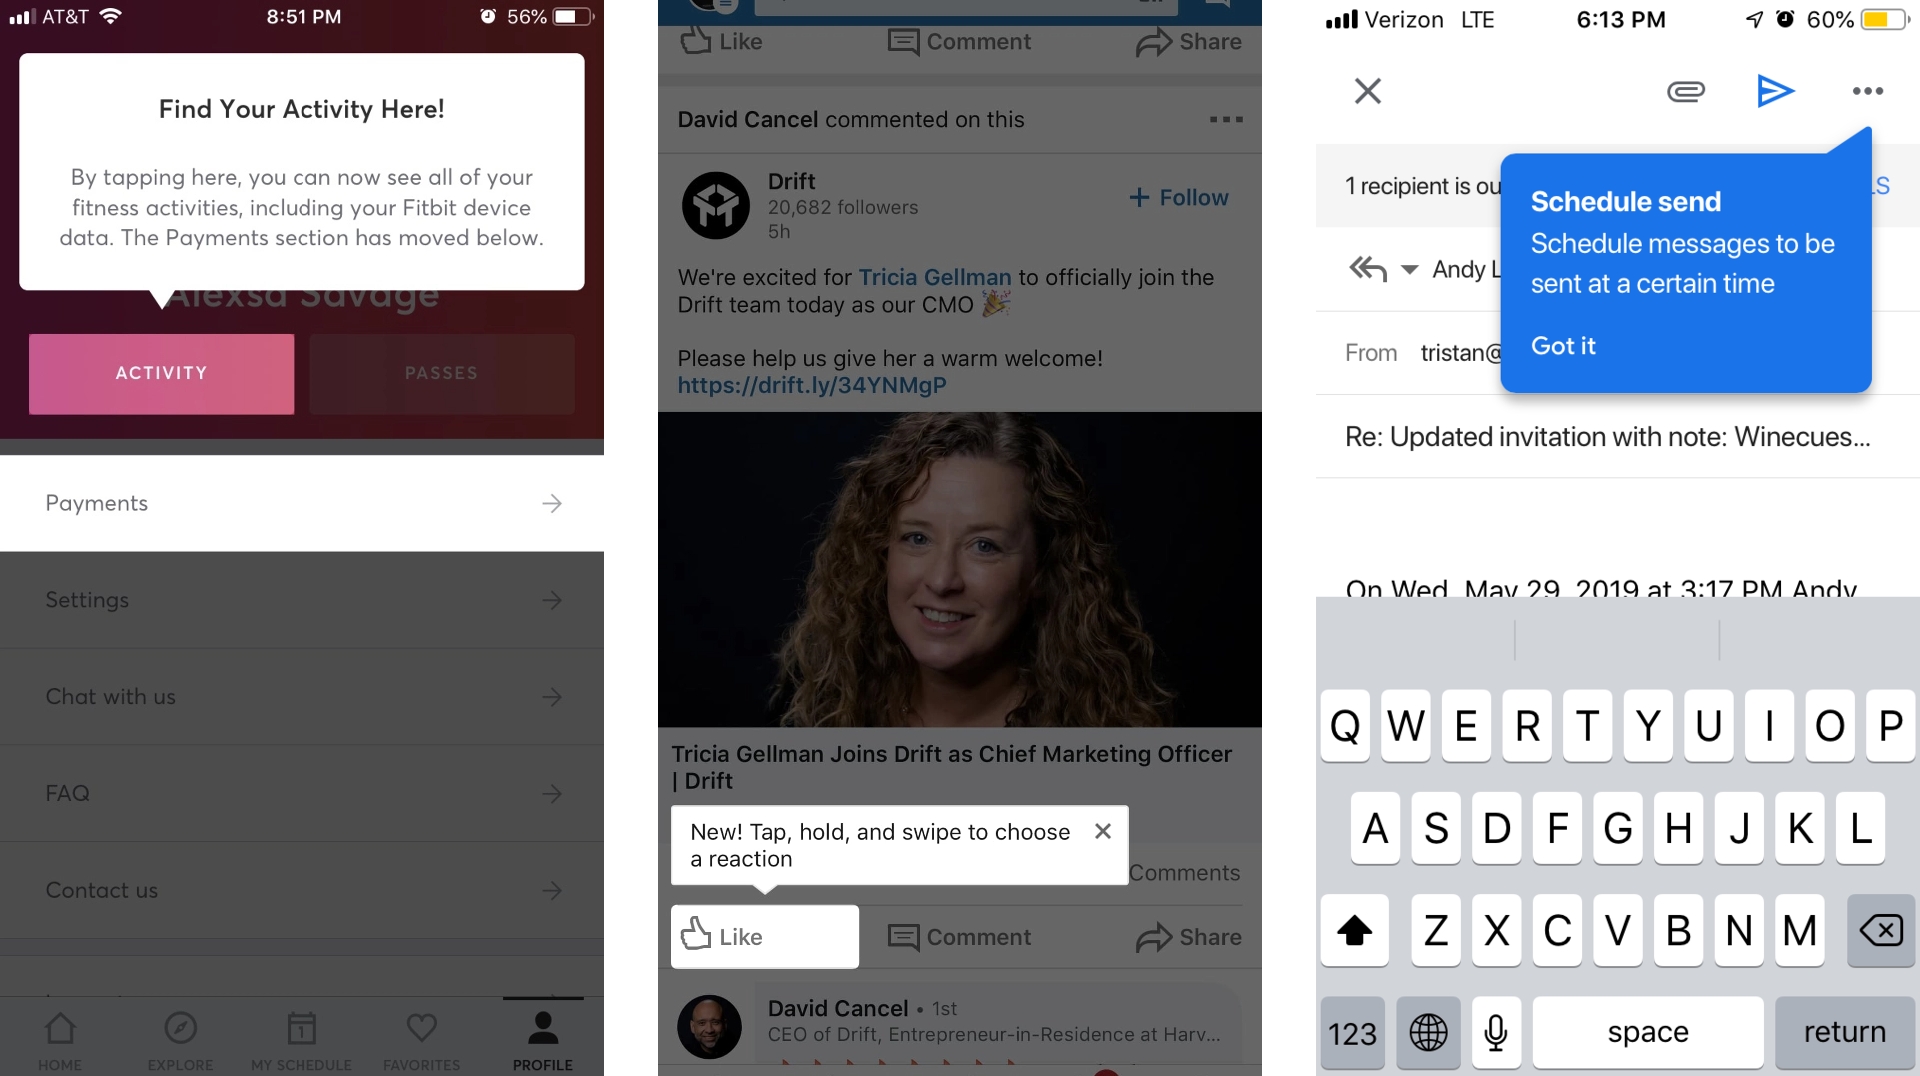 AT&T
8:51 PM
56%
Find Your Activity Here!
By tapping here, you can now see all of your
fitness activities, including your Fitbit device
data. The Payments section has moved below.
Alexsa Savage
ACTIVITY
PASSES
Payments
Settings
Chat with us
FAQ
Contact us
HOME
EXPLORE
1
MY SCHEDULE
FAVORITES
PROFILE
Like
Comment
Share
David Cancel commented on this
Drift
20,682 followers
5h
+ Follow
We're excited for Tricia Gellman to officially join the
Drift team today as our CMO 🎉
Please help us give her a warm welcome!
https://drift.ly/34YNMgP
Tricia Gellman Joins Drift as Chief Marketing Officer
| Drift
New! Tap, hold, and swipe to choose
a reaction
Comments
Like
Comment
Share
David Cancel • 1st
CEO of Drift, Entrepreneur-in-Residence at Harv...
Verizon LTE
6:13 PM
60%
1 recipient is ou
LS
Schedule send
Schedule messages to be
sent at a certain time
Got it
Andy L
From tristan@
Re: Updated invitation with note: Winecues...
On Wed, May 29, 2019 at 3:17 PM Andy
Q W E R T Y U I O P
A S D F G H J K L
Z X C V B N M
123
space
return